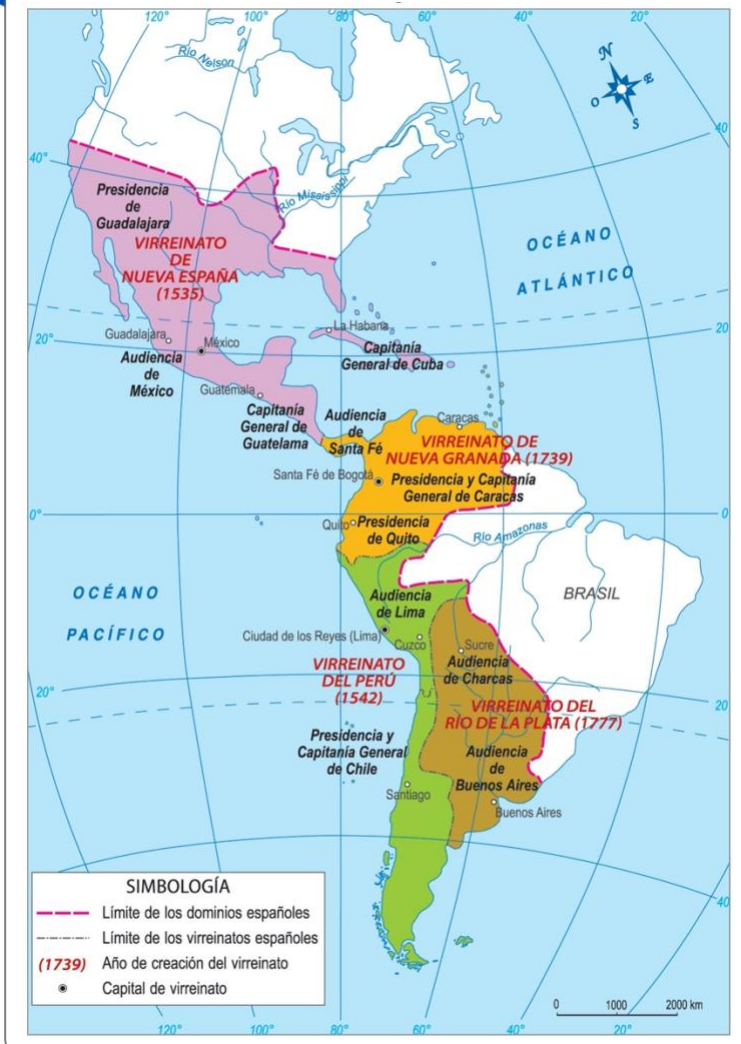 120°
100°
80°
60°
40°
20°
Río Nelson
N
E
O
S
40°
40
Río Mississippi
Presidencia
de
Guadalajara
VIRREINATO
DE
NUEVA ESPAÑA
(1535)
OCÉANO
ATLÁNTICO
20°
20
Guadalajara
México
La Habana
Audiencia
de
México
Capitanía
General de Cuba
Guatemala
Capitanía
General de
Guatelama
Audiencia
de
Santa Fé
Caracas
VIRREINATO DE
NUEVA GRANADA (1739)
Santa Fé de Bogotá
Presidencia y Capitanía
General de Caracas
0°
0
Quito
Presidencia
de Quito
Río Amazonas
OCÉANO
PACÍFICO
BRASIL
Audiencia
de Lima
Ciudad de los Reyes (Lima)
Cuzco
Sucre
VIRREINATO
DEL PERÚ
(1542)
Audiencia
de Charcas
20°
20
VIRREINATO DEL
RÍO DE LA PLATA (1777)
Presidencia y
Capitanía General
de Chile
Audiencia
de
Buenos Aires
Santiago
Buenos Aires
40
SIMBOLOGÍA
Límite de los dominios españoles
Límite de los virreinatos españoles
(1739) Año de creación del virreinato
Capital de virreinato
0 1000 2000 km
120°
100°
80°
60°
40°
20°